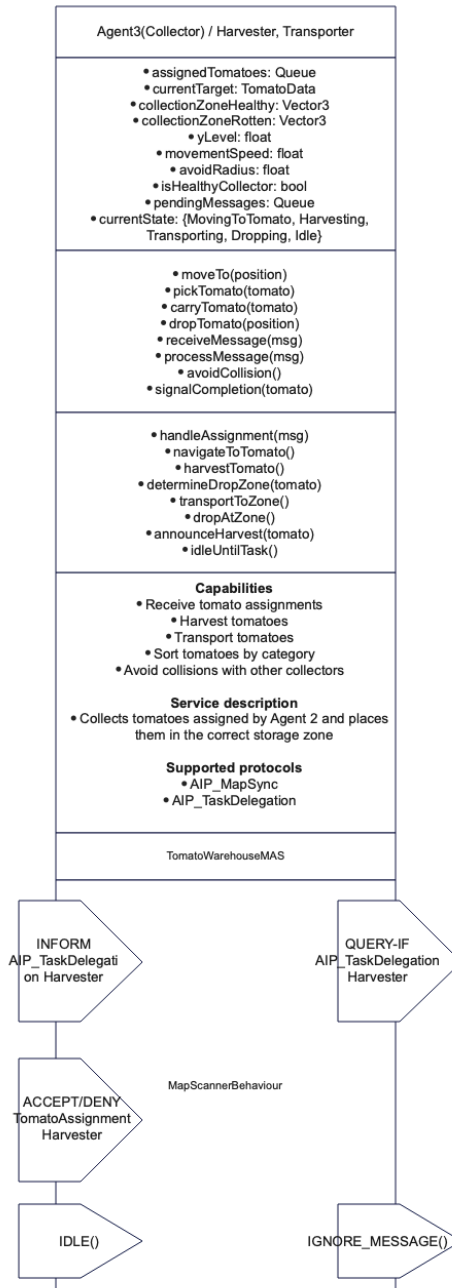 Agent3(Collector) / Harvester, Transporter
• assignedTomatoes: Queue
• currentTarget: TomatoData
• collectionZoneHealthy: Vector3
• collectionZoneRotten: Vector3
• yLevel: float
• movementSpeed: float
• avoidRadius: float
• isHealthyCollector: bool
• pendingMessages: Queue
• currentState: {MovingToTomato, Harvesting,
Transporting, Dropping, Idle}
• moveTo(position)
• pickTomato(tomato)
• carryTomato(tomato)
• dropTomato(position)
• receiveMessage(msg)
• processMessage(msg)
• avoidCollision()
• signalCompletion(tomato)
• handleAssignment(msg)
• navigateToTomato()
• harvestTomato()
• determineDropZone(tomato)
• transportToZone()
• dropAtZone()
• announceHarvest(tomato)
• idleUntilTask()
Capabilities
• Receive tomato assignments
• Harvest tomatoes
• Transport tomatoes
• Sort tomatoes by category
• Avoid collisions with other collectors
Service description
• Collects tomatoes assigned by Agent 2 and places
them in the correct storage zone
Supported protocols
• AIP_MapSync
• AIP_TaskDelegation
TomatoWarehouseMAS
INFORM
AIP_TaskDelegati
on Harvester
QUERY-IF
AIP_TaskDelegation
Harvester
MapScannerBehaviour
ACCEPT/DENY
TomatoAssignment
Harvester
IDLE()
IGNORE_MESSAGE()